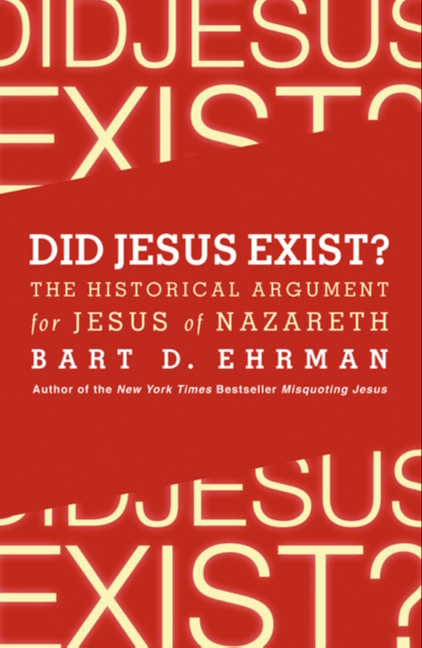 DIDJESUS
EXIST?
DID JESUS EXIST?
THE HISTORICAL ARGUMENT
for JESUS of NAZARETH
BART D. EHRMAN
Author of the New York Times Bestseller Misquoting Jesus
DIDJESUS
EXIST?